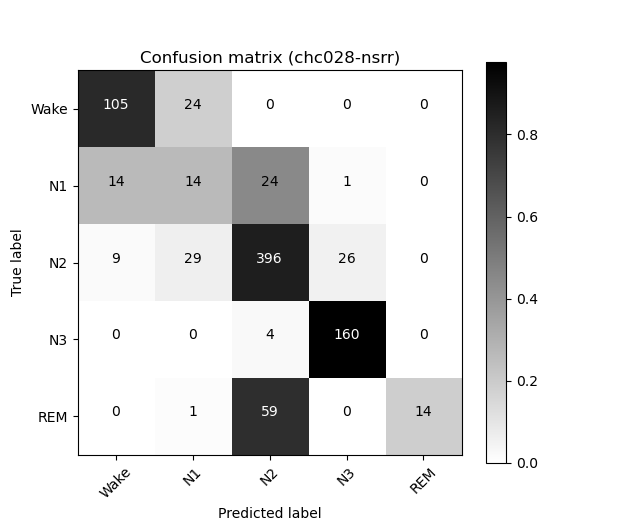 Confusion matrix (chc028-nsrr)
Wake 105 24 0 0 0
N1 14 14 24 1 0
N2 9 29 396 26 0
N3 0 0 4 160 0
REM 0 1 59 0 14
Wake N1 N2 N3 REM
True label
Predicted label
0.8
0.6
0.4
0.2
0.0